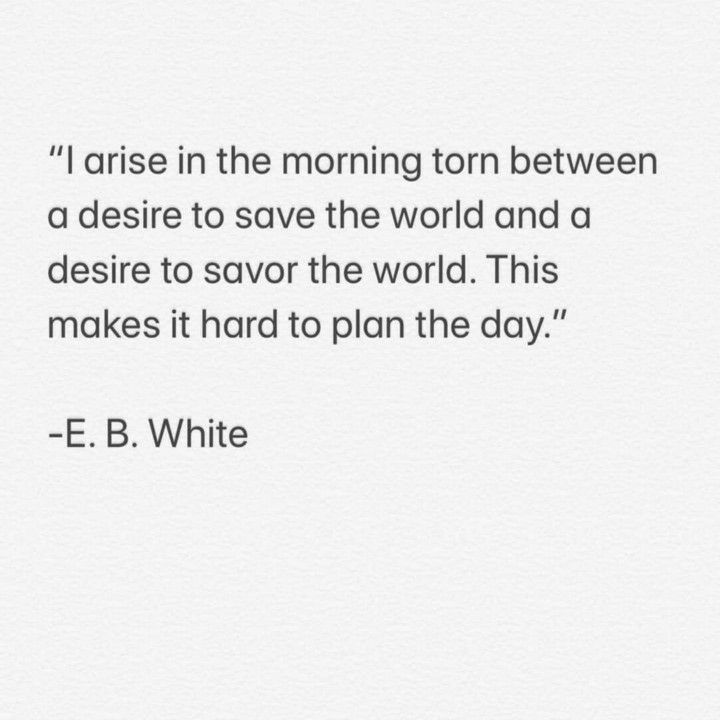 “I arise in the morning torn between
a desire to save the world and a
desire to savor the world. This
makes it hard to plan the day.”
-E. B. White